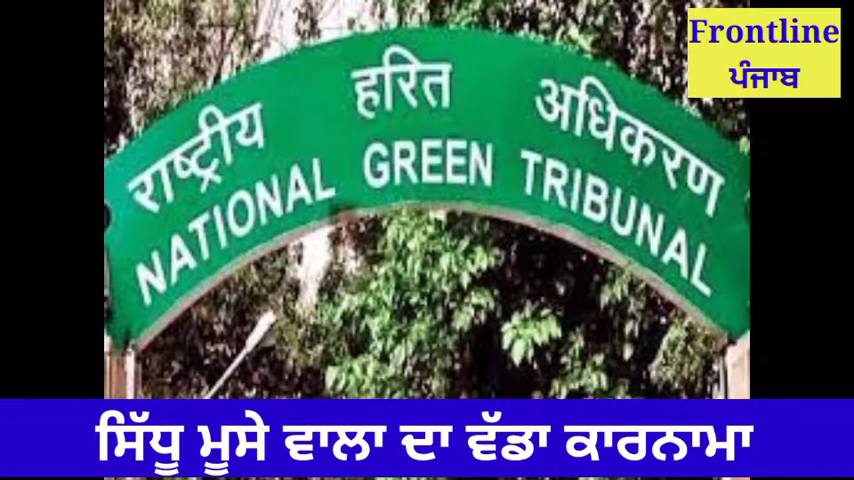 Frontline
ਪੰਜਾਬ
राष्ट्रीय हरित अधिकरण
NATIONAL GREEN TRIBUNAL
ਸਿੱਧੂ ਮੂਸੇ ਵਾਲਾ ਦਾ ਵੱਡਾ ਕਾਰਨਾਮਾ